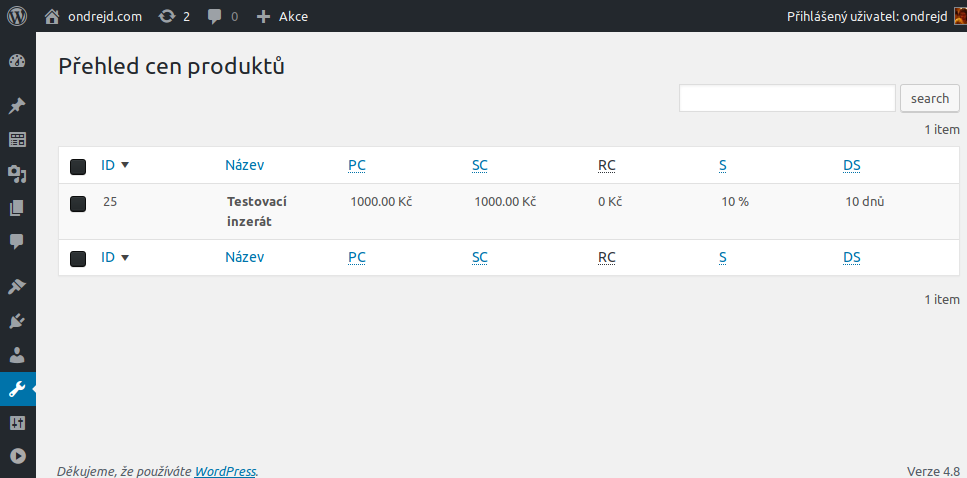 ondrejd.com 2 0 Akce Přihlášený uživatel: ondrejd
Přehled cen produktů
search
1 item
ID Název PC SC RC S DS
25 Testovací 1000.00 Kč 1000.00 Kč 0 Kč 10 % 10 dnů
inzerát
ID Název PC SC RC S DS
1 item
Děkujeme, že používáte WordPress. Verze 4.8